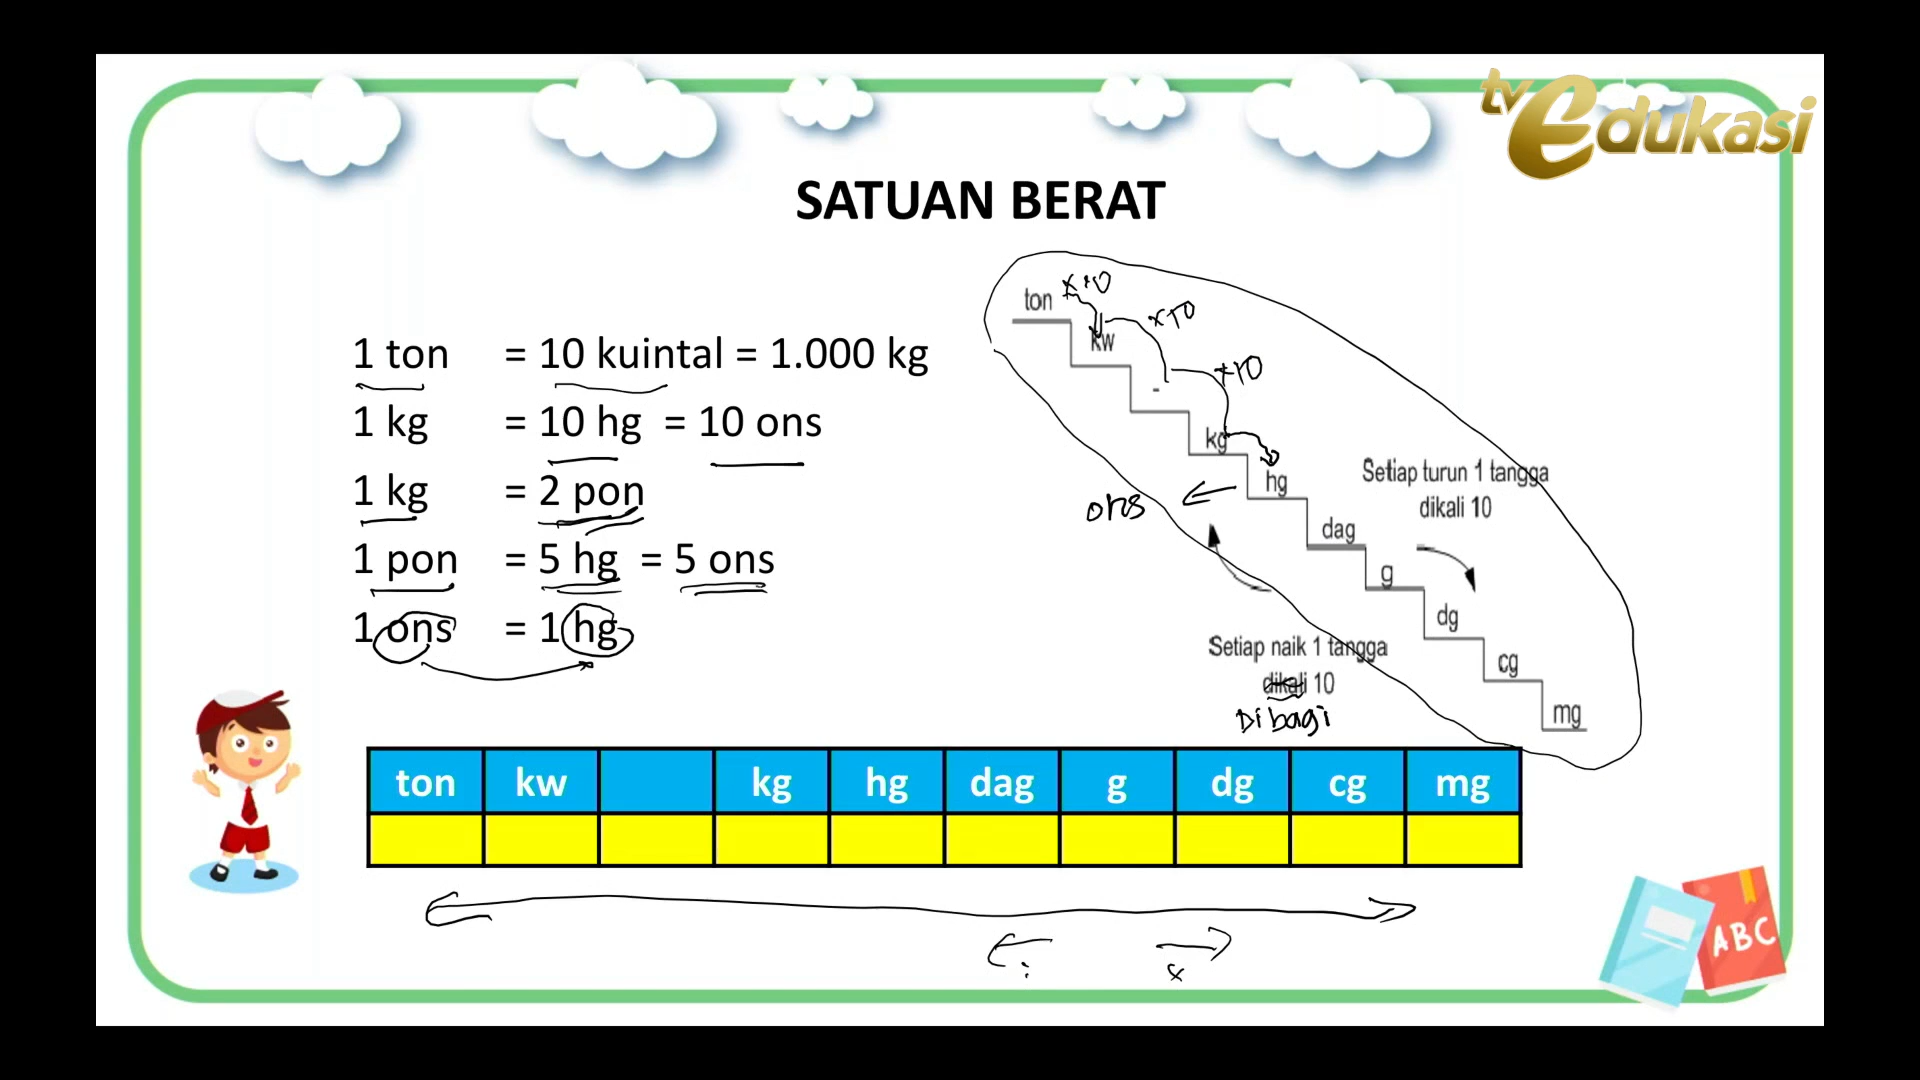 tv edukasi
SATUAN BERAT
1 ton = 10 kuintal = 1.000 kg
1 kg = 10 hg = 10 ons
1 kg = 2 pon
1 pon = 5 hg = 5 ons
1 ons = 1 hg
ton
x10
kw
x10
-
x10
kg
hg
ons
dag
g
dg
cg
mg
Setiap turun 1 tangga
dikali 10
Setiap naik 1 tangga
dikali 10
Dibagi
ton kw kg hg dag g dg cg mg
: x
ABC